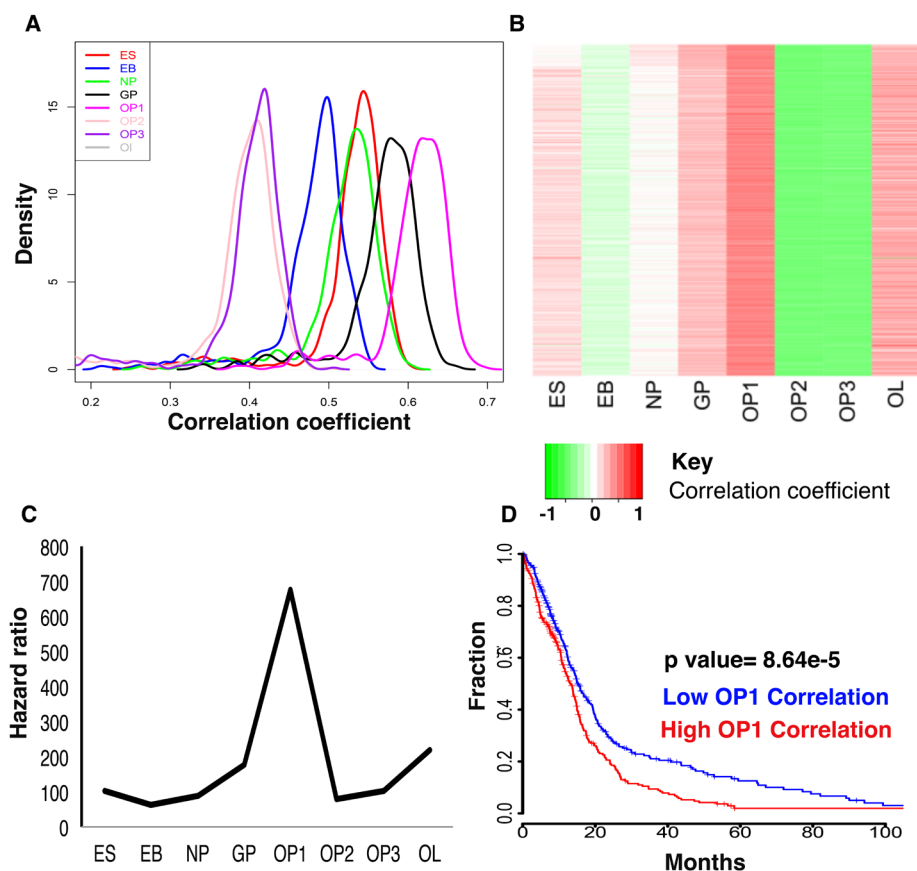 A
ES
EB
NP
GP
OP1
OP2
OP3
Ol
Density
0
5
10
15
0.2 0.3 0.4 0.5 0.6 0.7
Correlation coefficient
B
ES EB NP GP OP1 OP2 OP3 OL
Key
Correlation coefficient
-1 0 1
C
Hazard ratio
800
700
600
500
400
300
200
100
0
ES EB NP GP OP1 OP2 OP3 OL
D
Fraction
1.0
0.8
0.6
0.4
0.2
0.0
p value= 8.64e-5
Low OP1 Correlation
High OP1 Correlation
0 20 40 60 80 100
Months